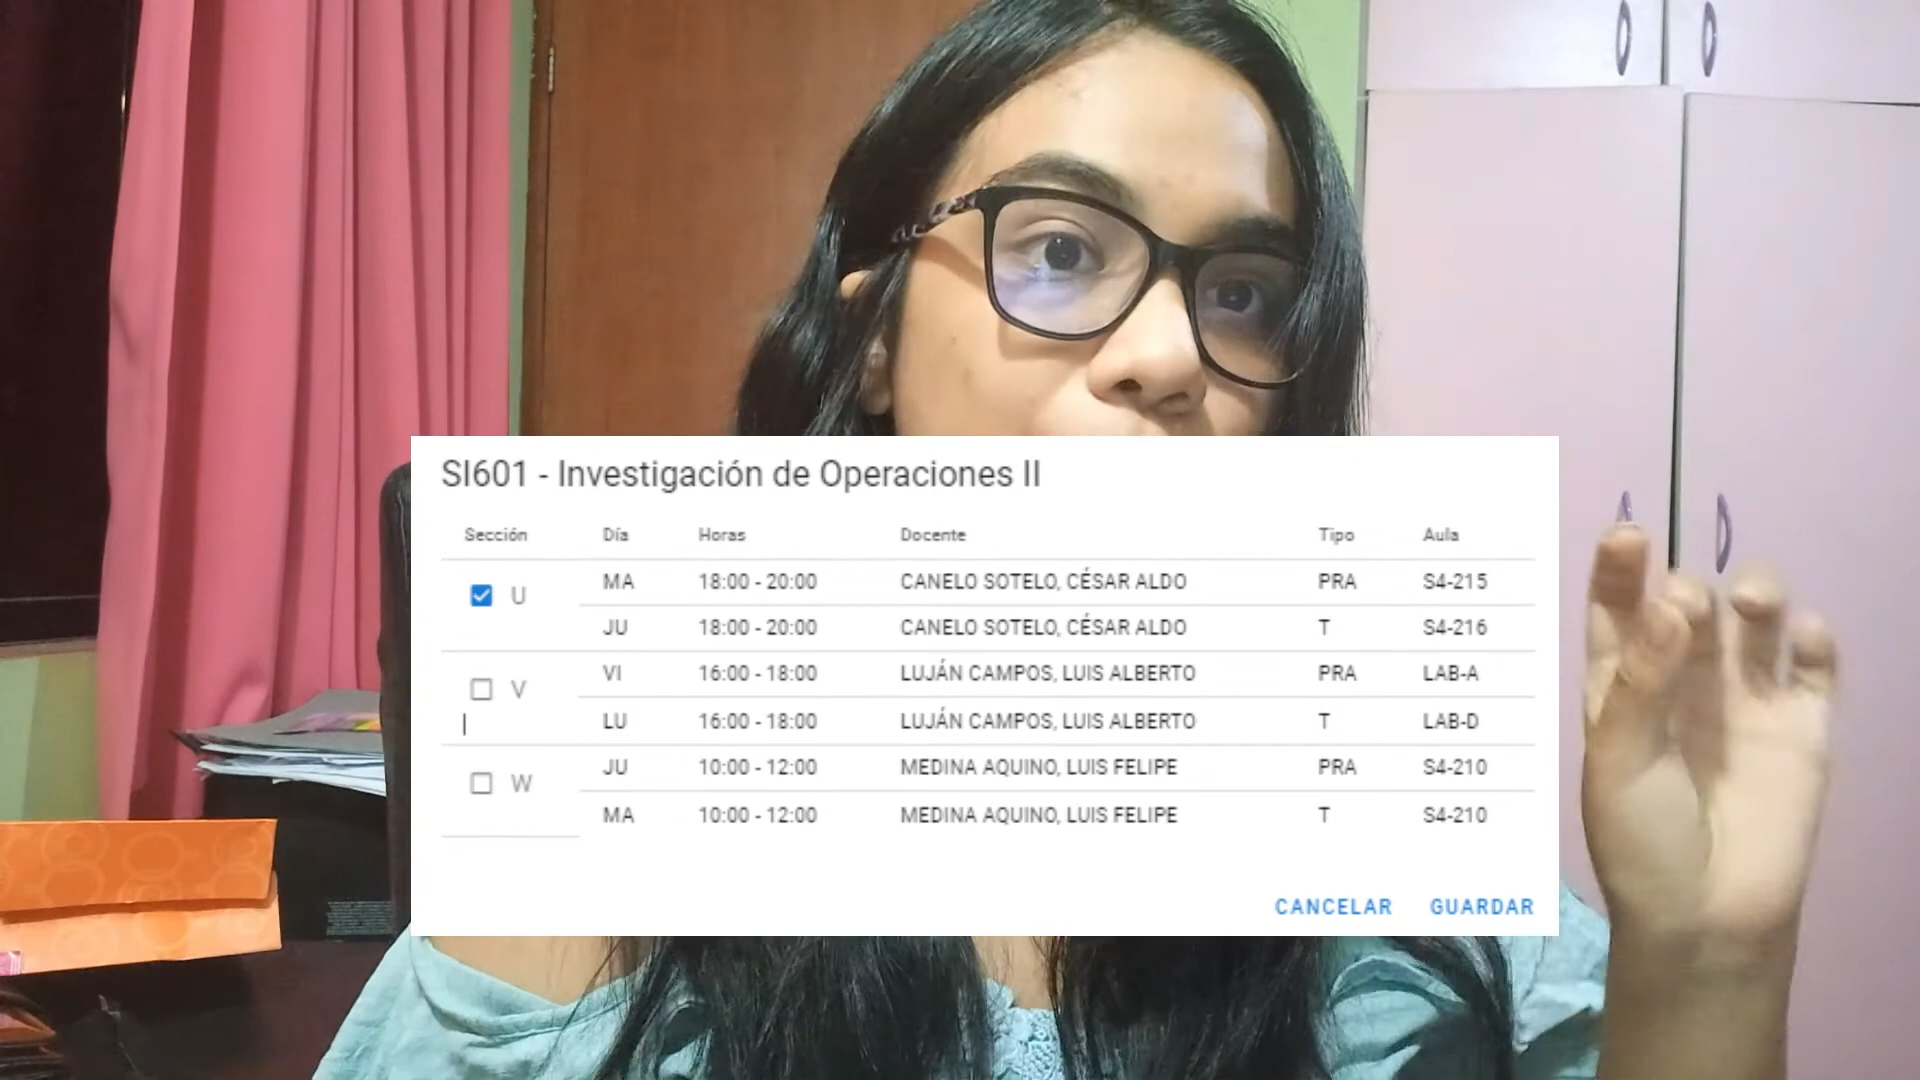 SI601 - Investigación de Operaciones II
Sección Día Horas Docente Tipo Aula
U MA 18:00 - 20:00 CANELO SOTELO, CÉSAR ALDO PRA S4-215
JU 18:00 - 20:00 CANELO SOTELO, CÉSAR ALDO T S4-216
V VI 16:00 - 18:00 LUJÁN CAMPOS, LUIS ALBERTO PRA LAB-A
LU 16:00 - 18:00 LUJÁN CAMPOS, LUIS ALBERTO T LAB-D
W JU 10:00 - 12:00 MEDINA AQUINO, LUIS FELIPE PRA S4-210
MA 10:00 - 12:00 MEDINA AQUINO, LUIS FELIPE T S4-210
CANCELAR GUARDAR